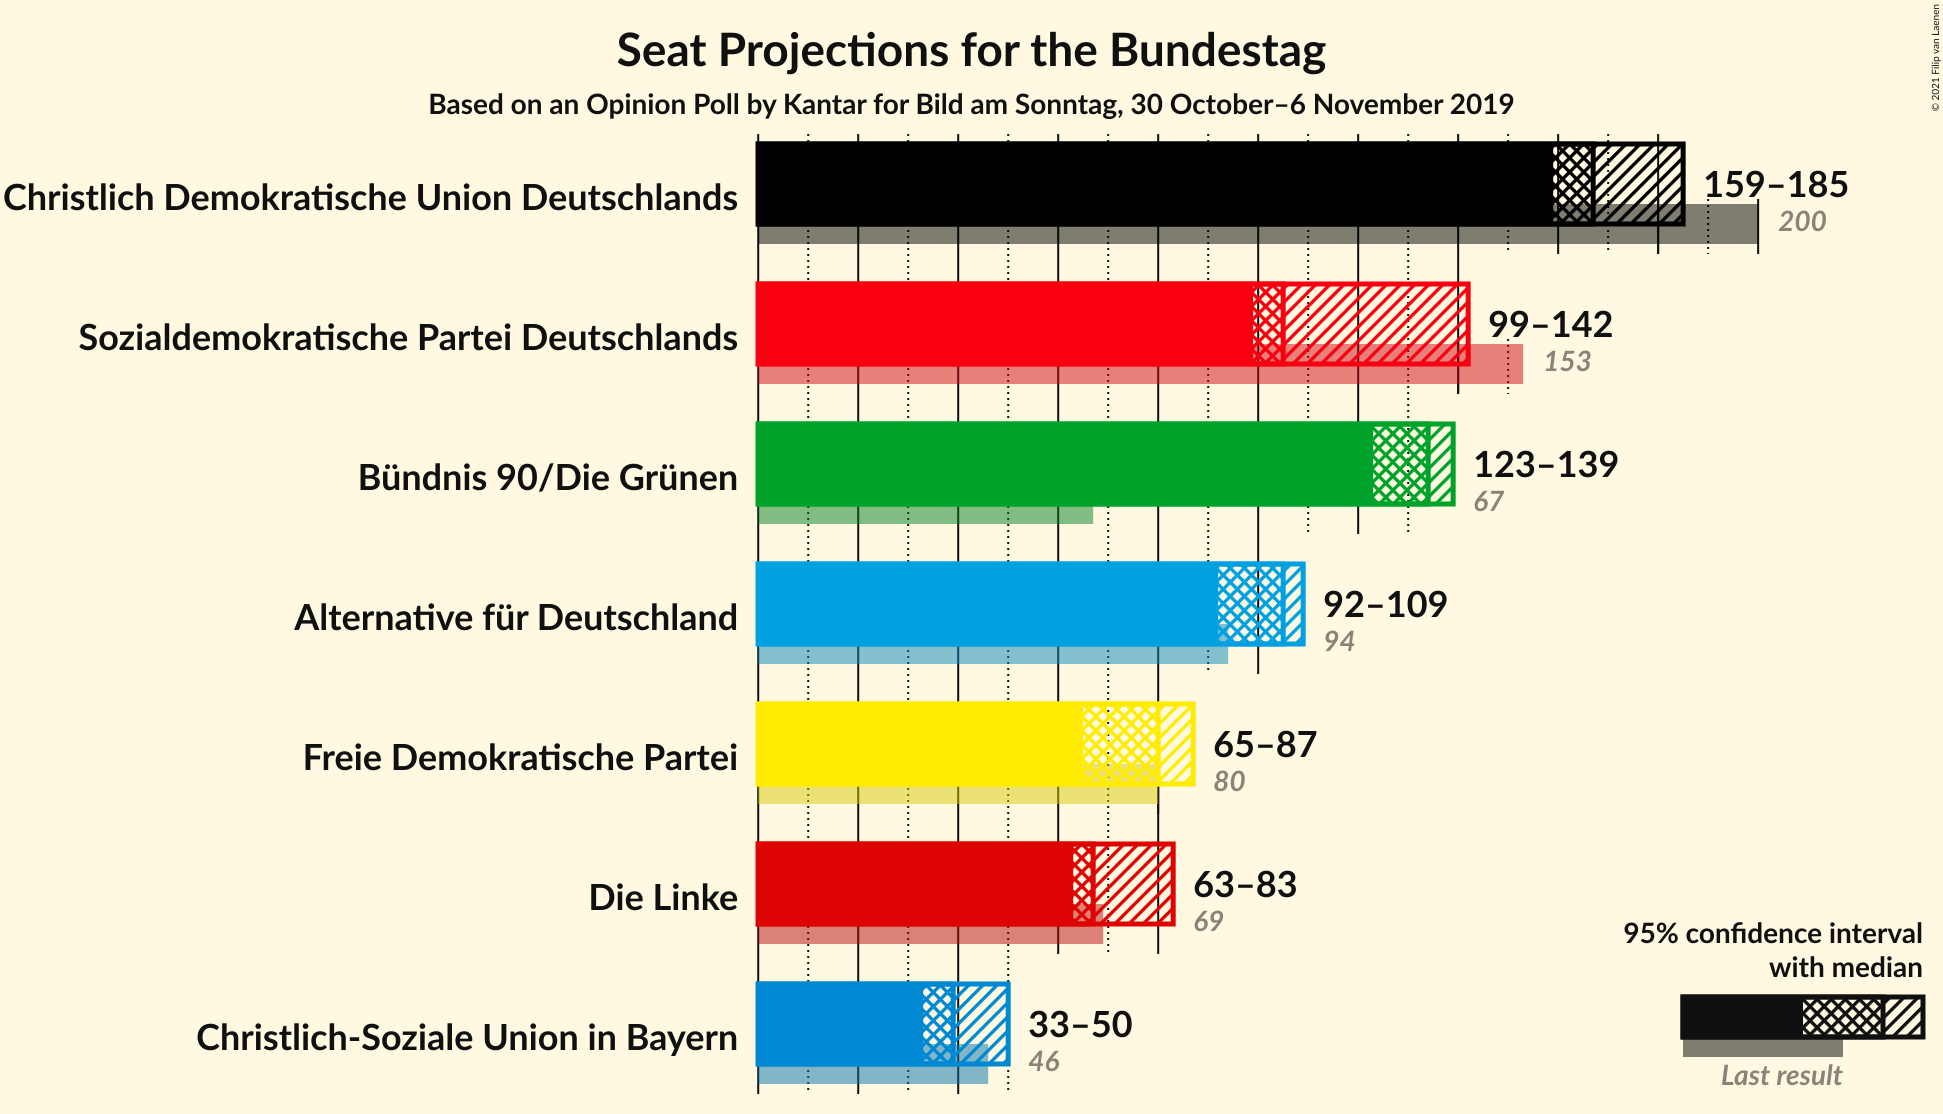 Seat Projections for the Bundestag
Based on an Opinion Poll by Kantar for Bild am Sonntag, 30 October–6 November 2019
© 2021 Filip van Laenen
Christlich Demokratische Union Deutschlands
159–185
200
Sozialdemokratische Partei Deutschlands
99–142
153
Bündnis 90/Die Grünen
123–139
67
Alternative für Deutschland
92–109
94
Freie Demokratische Partei
65–87
80
Die Linke
63–83
69
Christlich-Soziale Union in Bayern
33–50
46
95% confidence interval
with median
Last result